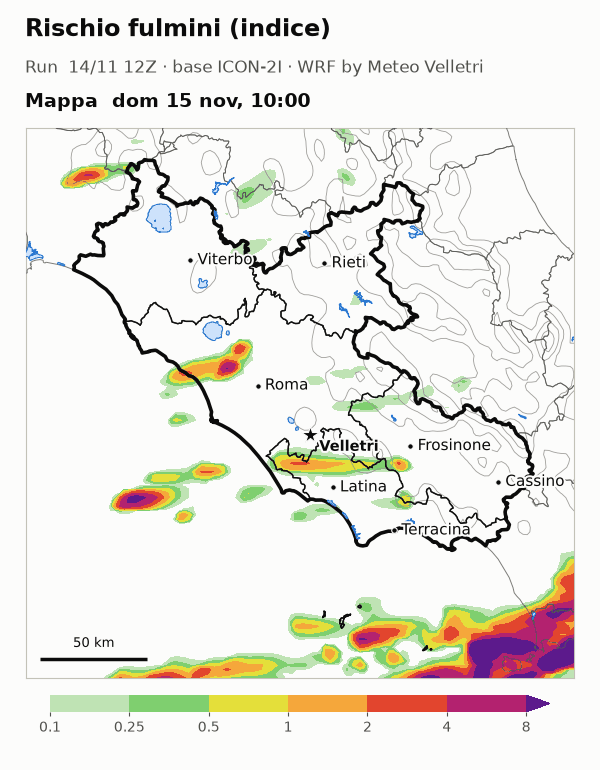 Rischio fulmini (indice)
Run  14/11 12Z · base ICON-2I · WRF by Meteo Velletri
Mappa  dom 15 nov, 10:00
Viterbo
Rieti
Roma
Velletri
Frosinone
Latina
Cassino
Terracina
50 km
0.1 0.25 0.5 1 2 4 8